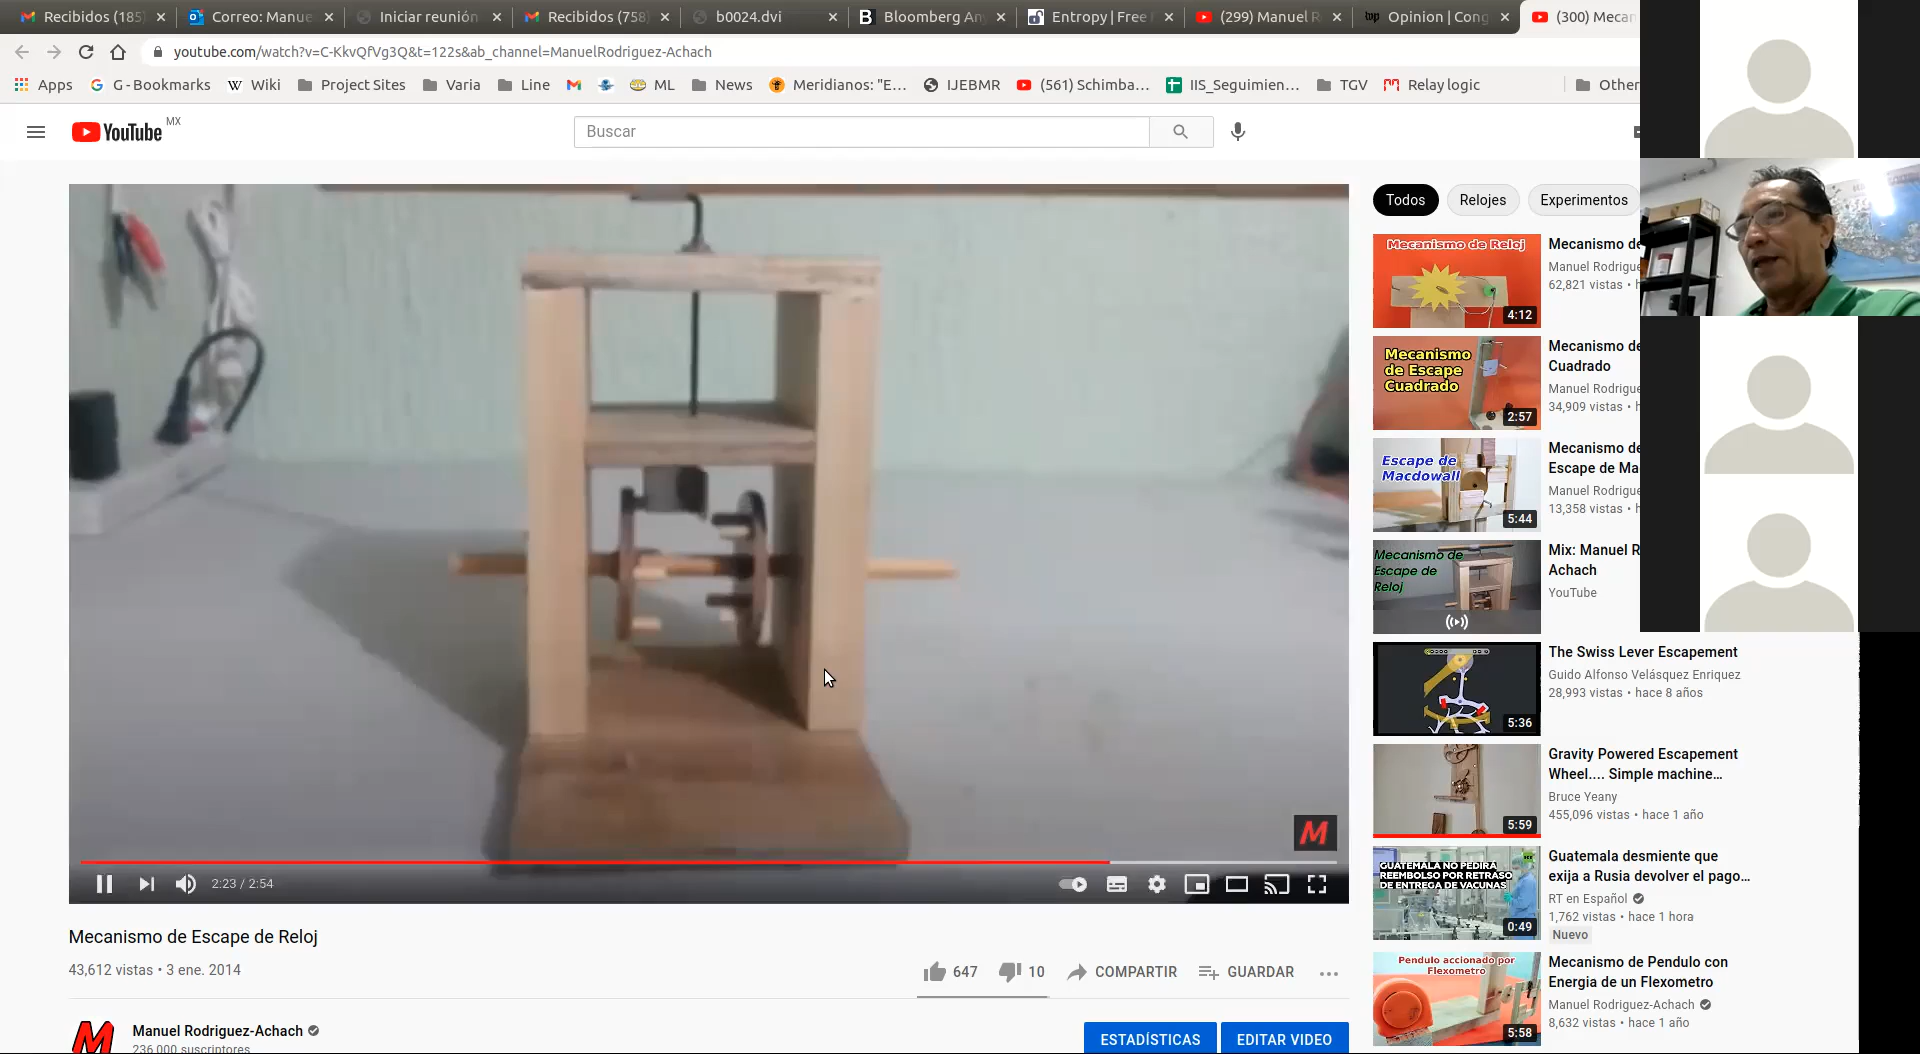 Recibidos (185)
Correo: Manue
Iniciar reunión
Recibidos (758)
b0024.dvi
Bloomberg An
Entropy | Free
(299) Manuel R
Opinion | Cong
(300) Mecan
youtube.com/watch?v=C-KkvQfVg3Q&t=122s&ab_channel=ManuelRodriguez-Achach
Apps
G - Bookmarks
Wiki
Project Sites
Varia
Line
ML
News
Meridianos: "E...
IJEBMR
(561) Schimba...
IIS_Seguimien...
TGV
Relay logic
Other
YouTube MX
Buscar
Todos
Relojes
Experimentos
Mecanismo de Reloj
4:12
Mecanismo de
Manuel Rodrigue
62,821 vistas •
Mecanismo
de Escape
Cuadrado
2:57
Mecanismo de
Cuadrado
Manuel Rodrigue
34,909 vistas •
Escape de
Macdowall
5:44
Mecanismo de
Escape de Ma
Manuel Rodrigue
13,358 vistas •
Mecanismo de
Escape de
Reloj
Mix: Manuel R
Achach
YouTube
5:36
The Swiss Lever Escapement
Guido Alfonso Velásquez Enriquez
28,993 vistas • hace 8 años
5:59
Gravity Powered Escapement
Wheel.... Simple machine...
Bruce Yeany
455,096 vistas • hace 1 año
GUATEMALA NO PEDIRÁ
REEMBOLSO POR RETRASO
DE ENTREGA DE VACUNAS
0:49
Guatemala desmiente que
exija a Rusia devolver el pago...
RT en Español
1,762 vistas • hace 1 hora
Nuevo
Pendulo accionado por
Flexometro
5:58
Mecanismo de Pendulo con
Energia de un Flexometro
Manuel Rodriguez-Achach
8,632 vistas • hace 1 año
M
2:23 / 2:54
Mecanismo de Escape de Reloj
43,612 vistas • 3 ene. 2014
647
10
COMPARTIR
GUARDAR
M
Manuel Rodriguez-Achach
236,000 suscriptores
ESTADÍSTICAS
EDITAR VIDEO